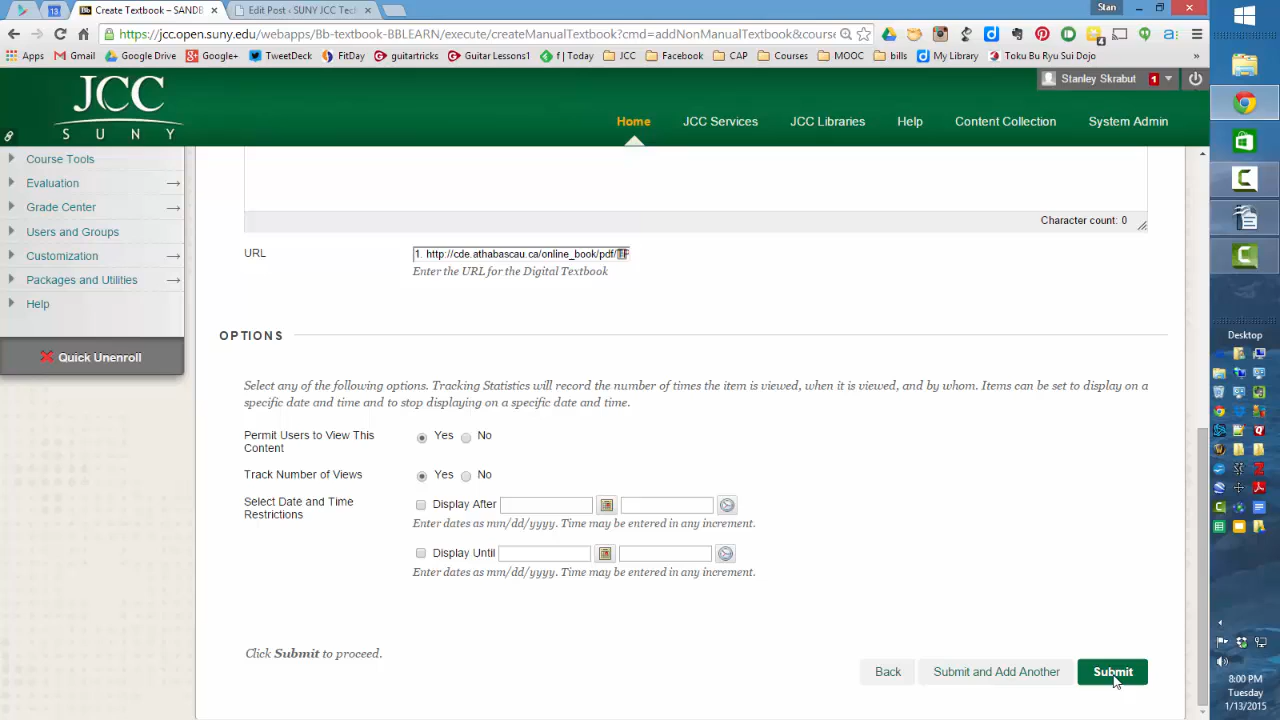 Create Textbook – SANDB
Edit Post ‹ SUNY JCC Tec
Stan
https://jcc.open.suny.edu/webapps/Bb-textbook-BBLEARN/execute/createManualTextbook?cmd=addNonManualTextbook&course
Apps
Gmail
Google Drive
Google+
TweetDeck
FitDay
guitartricks
Guitar Lessons1
f | Today
JCC
Facebook
CAP
Courses
MOOC
bills
My Library
Toku Bu Ryu Sui Dojo
»
JCC
SUNY
Stanley Skrabut 1
Home
JCC Services
JCC Libraries
Help
Content Collection
System Admin
Course Tools
Evaluation
Grade Center
Users and Groups
Customization
Packages and Utilities
Help
Quick Unenroll
Character count: 0
URL
1. http://cde.athabascau.ca/online_book/pdf/TP
Enter the URL for the Digital Textbook
OPTIONS
Select any of the following options. Tracking Statistics will record the number of times the item is viewed, when it is viewed, and by whom. Items can be set to display on a
specific date and time and to stop displaying on a specific date and time.
Permit Users to View This
Content
Yes No
Track Number of Views
Yes No
Select Date and Time
Restrictions
Display After
Enter dates as mm/dd/yyyy. Time may be entered in any increment.
Display Until
Enter dates as mm/dd/yyyy. Time may be entered in any increment.
Click Submit to proceed.
Back
Submit and Add Another
Submit
Desktop
8:00 PM
Tuesday
1/13/2015